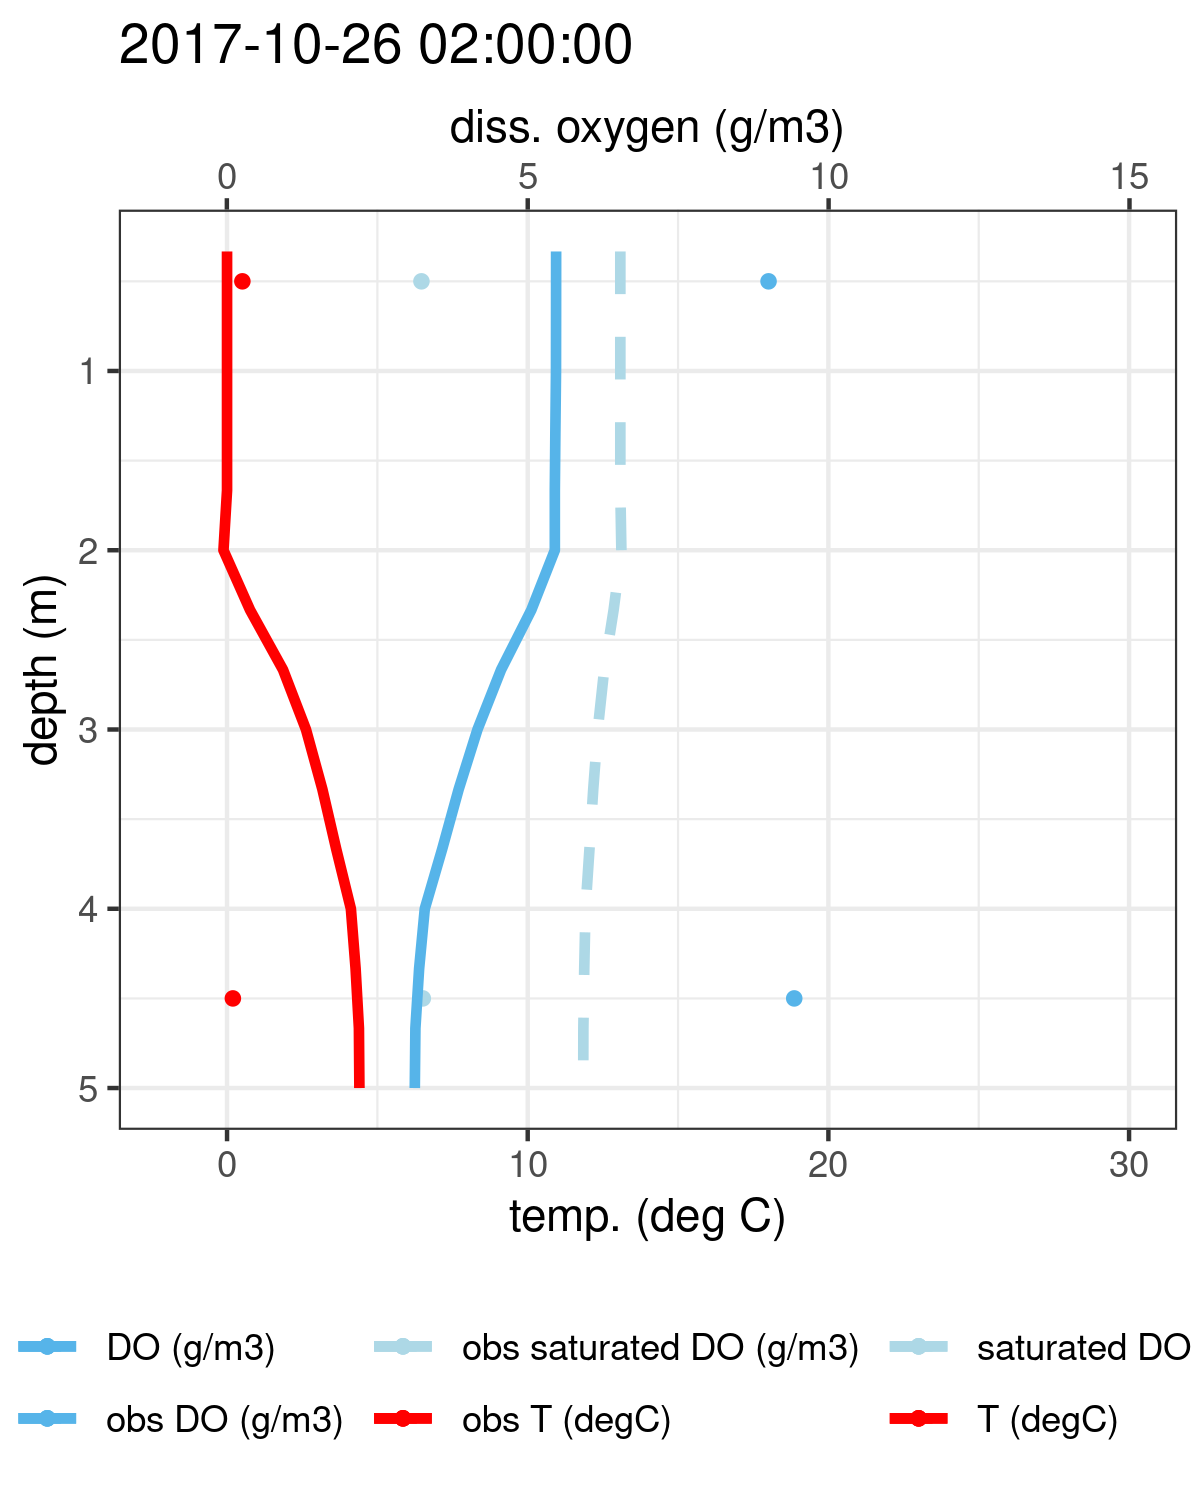 2017-10-26 02:00:00
diss. oxygen (g/m3)
0 5 10 15
depth (m)
1
2
3
4
5
0 10 20 30
temp. (deg C)
DO (g/m3) obs saturated DO (g/m3) saturated DO
obs DO (g/m3) obs T (degC) T (degC)